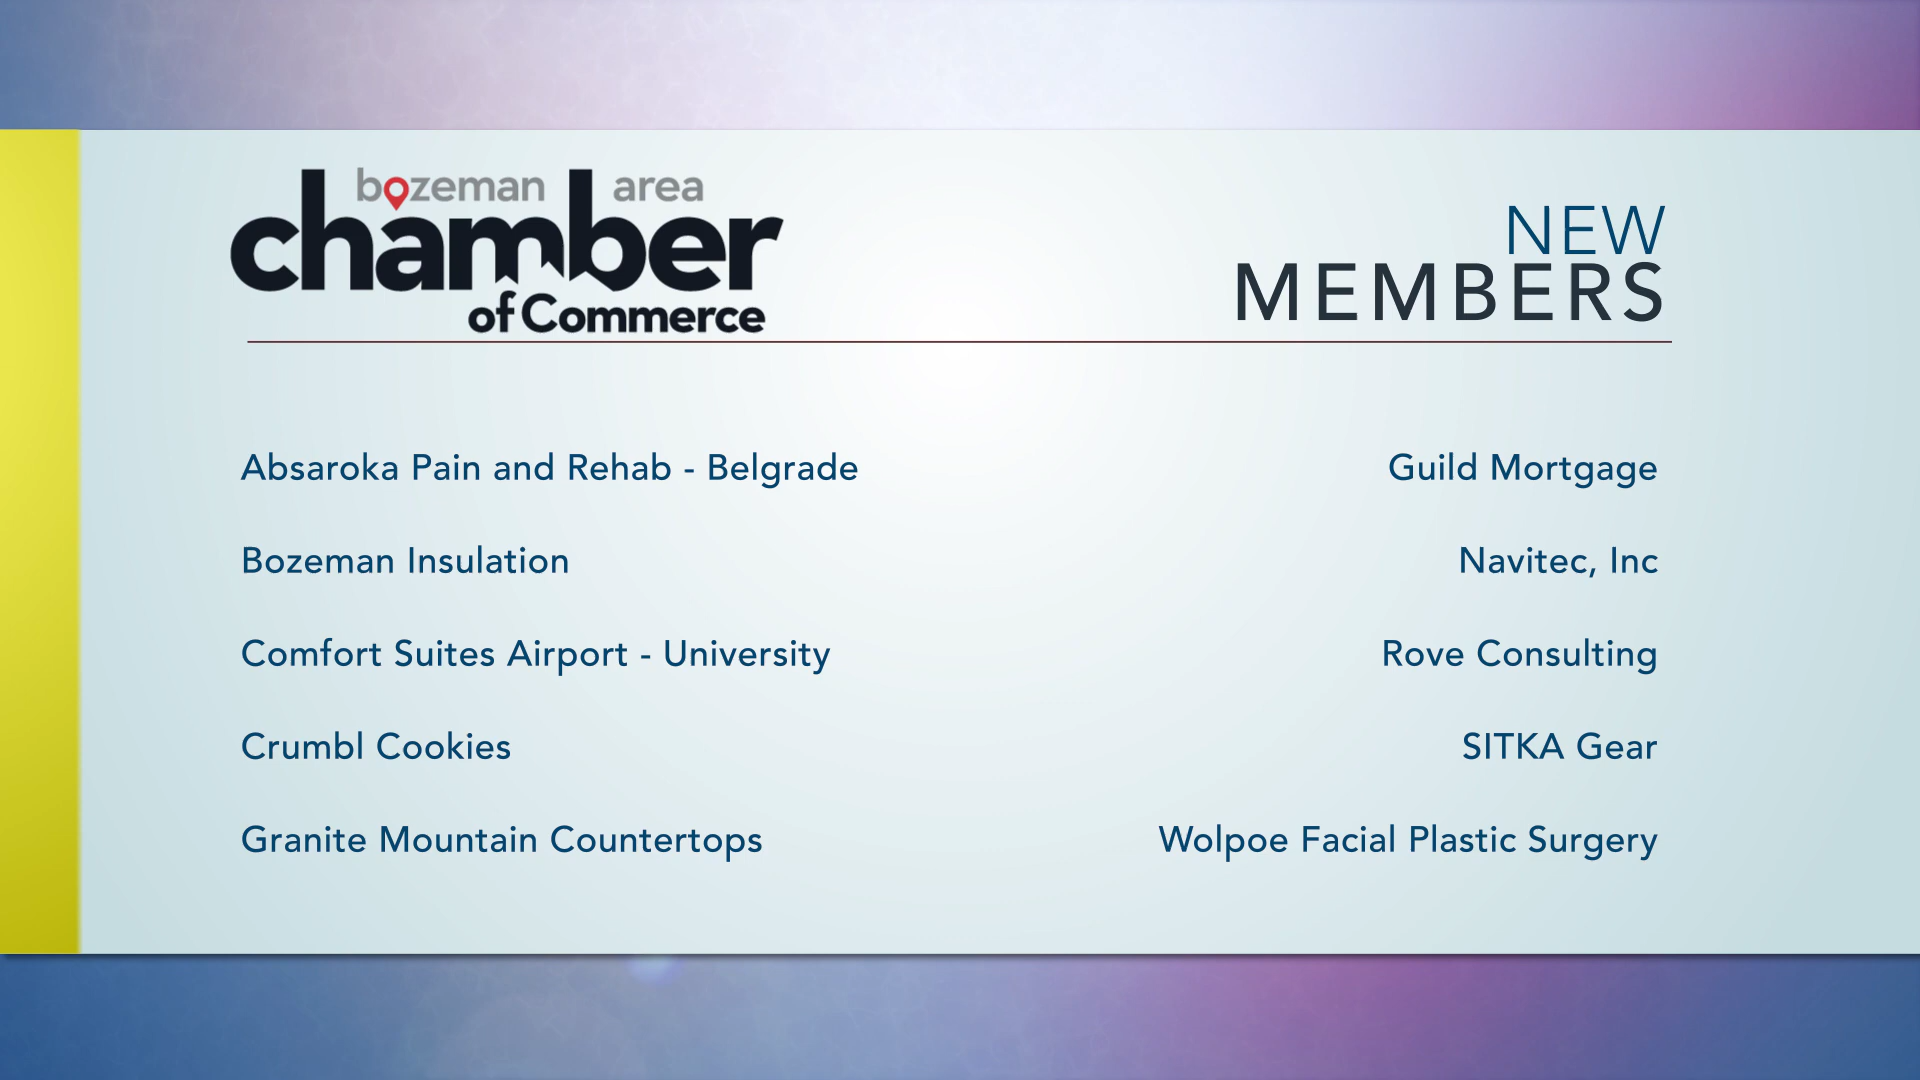 bozeman area
chamber
of Commerce
NEW
MEMBERS
Absaroka Pain and Rehab - Belgrade
Bozeman Insulation
Comfort Suites Airport - University
Crumbl Cookies
Granite Mountain Countertops
Guild Mortgage
Navitec, Inc
Rove Consulting
SITKA Gear
Wolpoe Facial Plastic Surgery